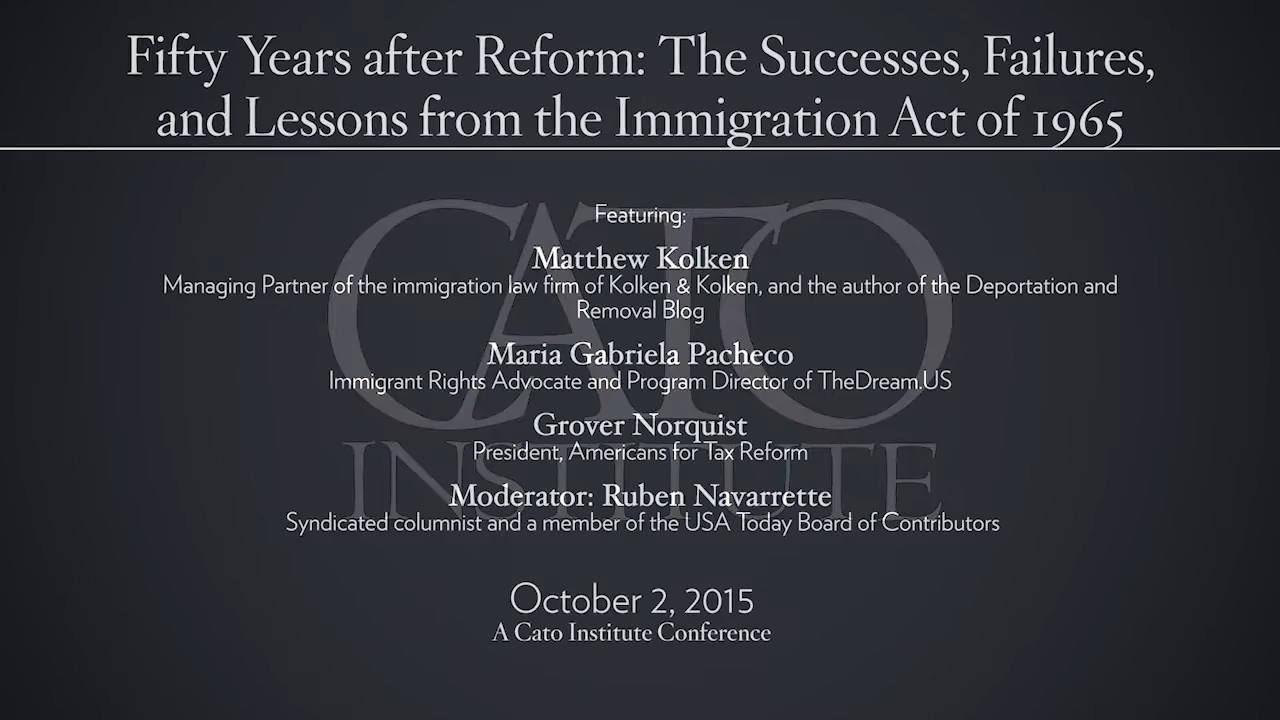 Fifty Years after Reform: The Successes, Failures,
and Lessons from the Immigration Act of 1965
CATO
INSTITUTE
Featuring:
Matthew Kolken
Managing Partner of the immigration law firm of Kolken & Kolken, and the author of the Deportation and
Removal Blog
Maria Gabriela Pacheco
Immigrant Rights Advocate and Program Director of TheDream.US
Grover Norquist
President, Americans for Tax Reform
Moderator: Ruben Navarrette
Syndicated columnist and a member of the USA Today Board of Contributors
October 2, 2015
A Cato Institute Conference